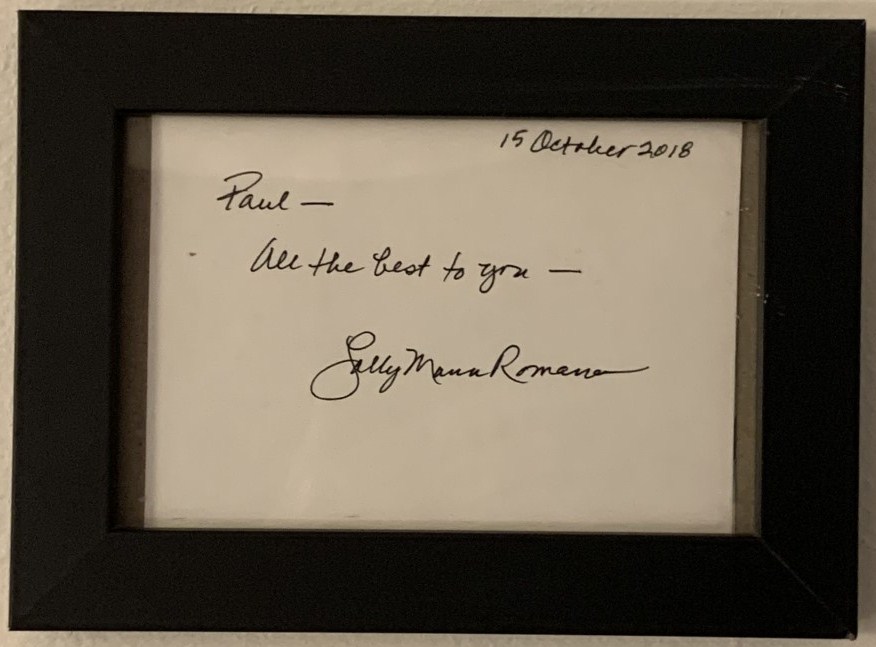 15 October 2018
Paul —
All the best to you —
Sally Mann Romano